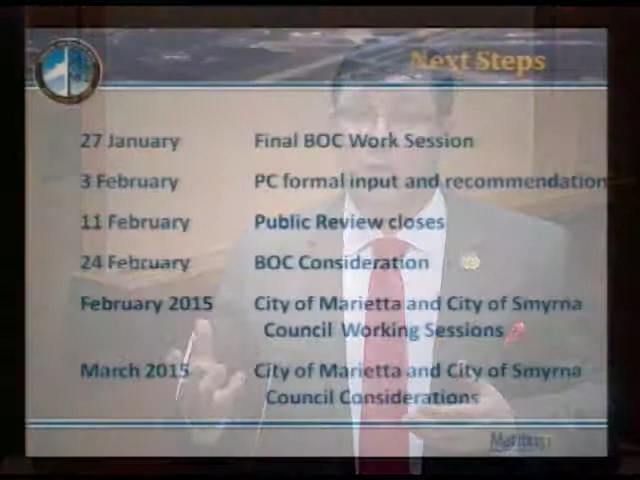 Next Steps
27 January Final BOC Work Session
3 February PC formal input and recommendation
11 February Public Review closes
24 February BOC Consideration
February 2015 City of Marietta and City of Smyrna
Council Working Sessions
March 2015 City of Marietta and City of Smyrna
Council Considerations